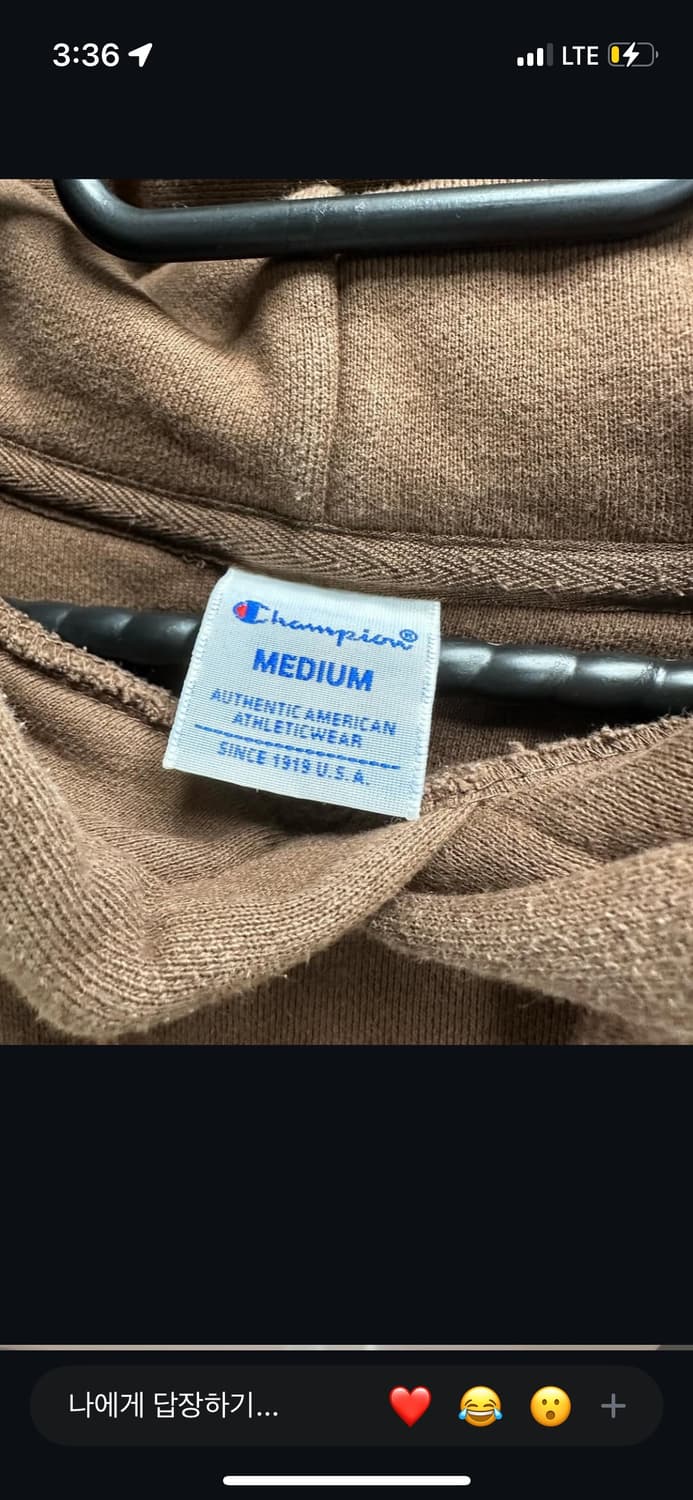 3:36
LTE
Champion®
MEDIUM
AUTHENTIC AMERICAN
ATHLETICWEAR
SINCE 1919 U.S.A.
나에게 답장하기...